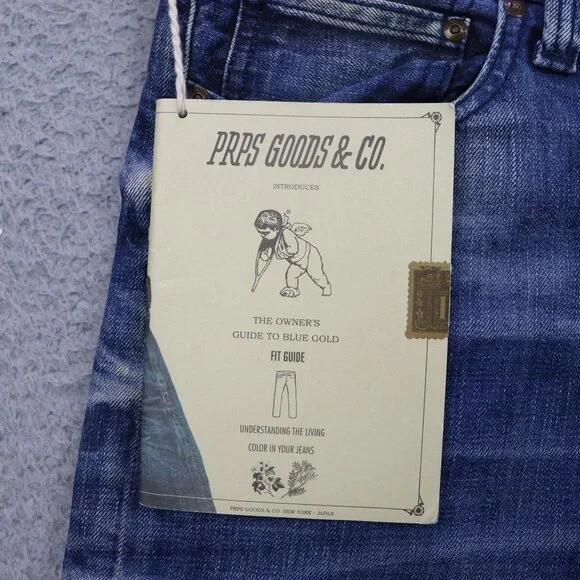 PRPS GOODS & CO.
INTRODUCES
THE OWNER'S
GUIDE TO BLUE GOLD
FIT GUIDE
UNDERSTANDING THE LIVING
COLOR IN YOUR JEANS
PRPS GOODS & CO. NEW YORK - JAPAN